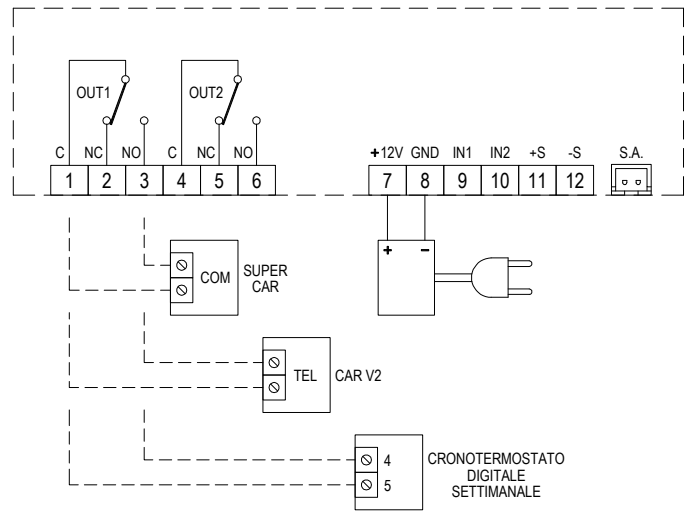 OUT1 OUT2
C NC NO C NC NO +12V GND IN1 IN2 +S -S S.A.
1 2 3 4 5 6 7 8 9 10 11 12
+ −
COM SUPER
CAR
TEL CAR V2
4 CRONOTERMOSTATO
DIGITALE
5 SETTIMANALE